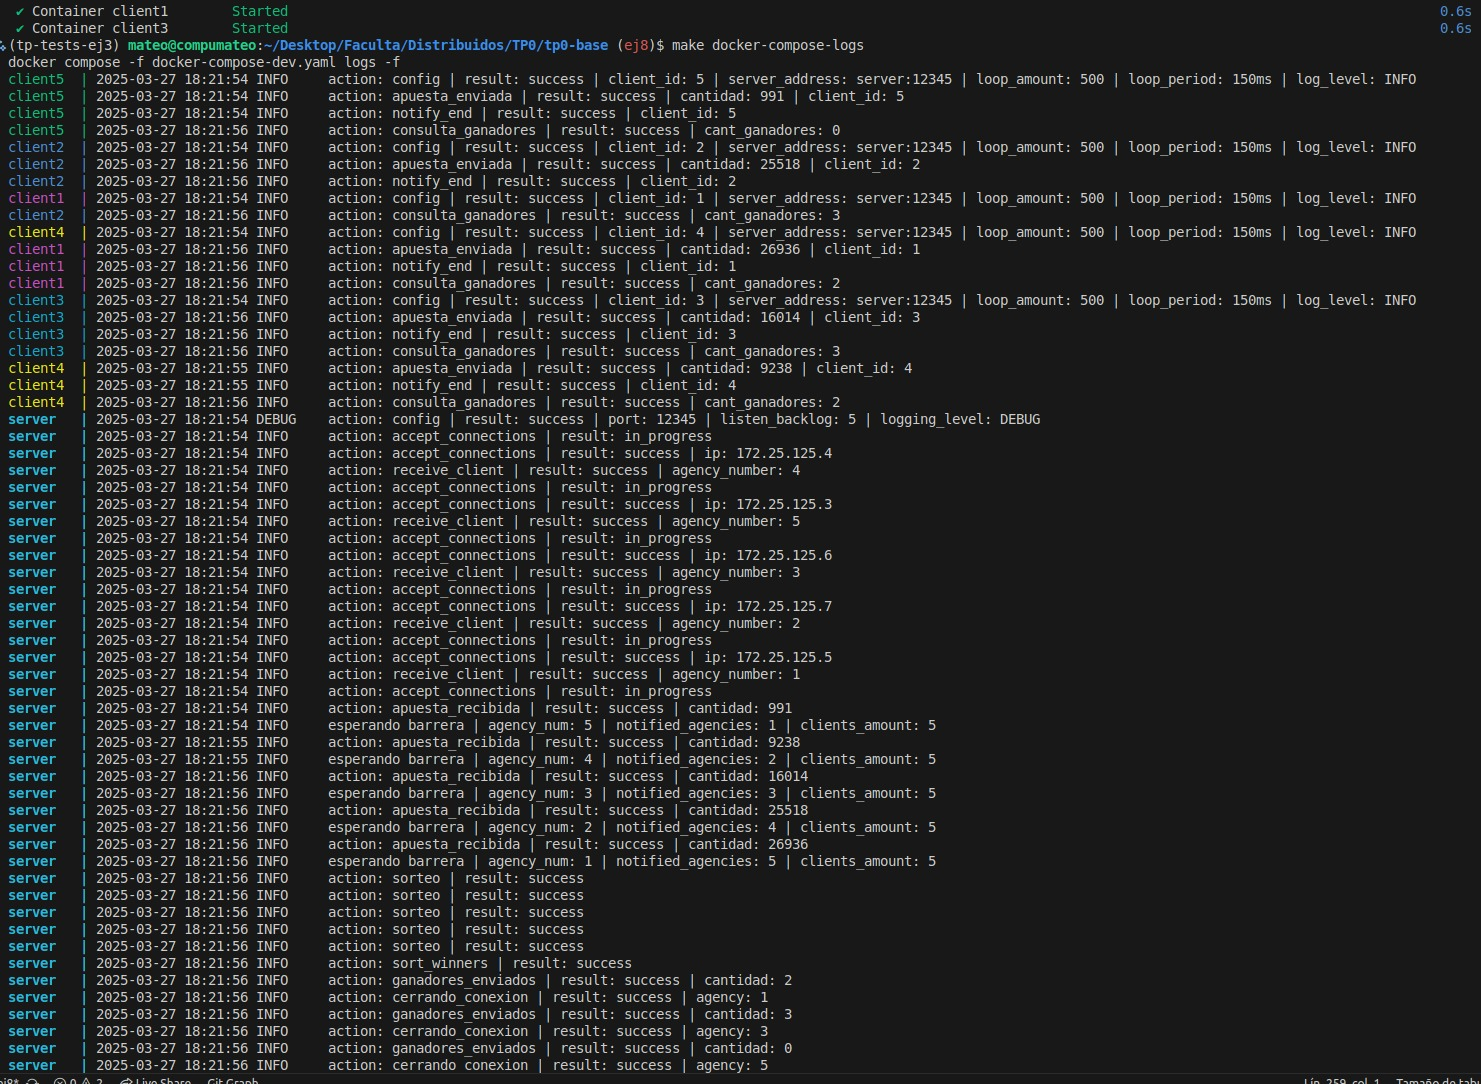 ✔ Container client1 Started 0.6s
✔ Container client3 Started 0.6s
(tp-tests-ej3) mateo@compumateo:~/Desktop/Faculta/Distribuidos/TP0/tp0-base (ej8)$ make docker-compose-logs
docker compose -f docker-compose-dev.yaml logs -f
client5 | 2025-03-27 18:21:54 INFO action: config | result: success | client_id: 5 | server_address: server:12345 | loop_amount: 500 | loop_period: 150ms | log_level: INFO
client5 | 2025-03-27 18:21:54 INFO action: apuesta_enviada | result: success | cantidad: 991 | client_id: 5
client5 | 2025-03-27 18:21:54 INFO action: notify_end | result: success | client_id: 5
client5 | 2025-03-27 18:21:56 INFO action: consulta_ganadores | result: success | cant_ganadores: 0
client2 | 2025-03-27 18:21:54 INFO action: config | result: success | client_id: 2 | server_address: server:12345 | loop_amount: 500 | loop_period: 150ms | log_level: INFO
client2 | 2025-03-27 18:21:56 INFO action: apuesta_enviada | result: success | cantidad: 25518 | client_id: 2
client2 | 2025-03-27 18:21:56 INFO action: notify_end | result: success | client_id: 2
client1 | 2025-03-27 18:21:54 INFO action: config | result: success | client_id: 1 | server_address: server:12345 | loop_amount: 500 | loop_period: 150ms | log_level: INFO
client2 | 2025-03-27 18:21:56 INFO action: consulta_ganadores | result: success | cant_ganadores: 3
client4 | 2025-03-27 18:21:54 INFO action: config | result: success | client_id: 4 | server_address: server:12345 | loop_amount: 500 | loop_period: 150ms | log_level: INFO
client1 | 2025-03-27 18:21:56 INFO action: apuesta_enviada | result: success | cantidad: 26936 | client_id: 1
client1 | 2025-03-27 18:21:56 INFO action: notify_end | result: success | client_id: 1
client1 | 2025-03-27 18:21:56 INFO action: consulta_ganadores | result: success | cant_ganadores: 2
client3 | 2025-03-27 18:21:54 INFO action: config | result: success | client_id: 3 | server_address: server:12345 | loop_amount: 500 | loop_period: 150ms | log_level: INFO
client3 | 2025-03-27 18:21:56 INFO action: apuesta_enviada | result: success | cantidad: 16014 | client_id: 3
client3 | 2025-03-27 18:21:56 INFO action: notify_end | result: success | client_id: 3
client3 | 2025-03-27 18:21:56 INFO action: consulta_ganadores | result: success | cant_ganadores: 3
client4 | 2025-03-27 18:21:55 INFO action: apuesta_enviada | result: success | cantidad: 9238 | client_id: 4
client4 | 2025-03-27 18:21:55 INFO action: notify_end | result: success | client_id: 4
client4 | 2025-03-27 18:21:56 INFO action: consulta_ganadores | result: success | cant_ganadores: 2
server | 2025-03-27 18:21:54 DEBUG action: config | result: success | port: 12345 | listen_backlog: 5 | logging_level: DEBUG
server | 2025-03-27 18:21:54 INFO action: accept_connections | result: in_progress
server | 2025-03-27 18:21:54 INFO action: accept_connections | result: success | ip: 172.25.125.4
server | 2025-03-27 18:21:54 INFO action: receive_client | result: success | agency_number: 4
server | 2025-03-27 18:21:54 INFO action: accept_connections | result: in_progress
server | 2025-03-27 18:21:54 INFO action: accept_connections | result: success | ip: 172.25.125.3
server | 2025-03-27 18:21:54 INFO action: receive_client | result: success | agency_number: 5
server | 2025-03-27 18:21:54 INFO action: accept_connections | result: in_progress
server | 2025-03-27 18:21:54 INFO action: accept_connections | result: success | ip: 172.25.125.6
server | 2025-03-27 18:21:54 INFO action: receive_client | result: success | agency_number: 3
server | 2025-03-27 18:21:54 INFO action: accept_connections | result: in_progress
server | 2025-03-27 18:21:54 INFO action: accept_connections | result: success | ip: 172.25.125.7
server | 2025-03-27 18:21:54 INFO action: receive_client | result: success | agency_number: 2
server | 2025-03-27 18:21:54 INFO action: accept_connections | result: in_progress
server | 2025-03-27 18:21:54 INFO action: accept_connections | result: success | ip: 172.25.125.5
server | 2025-03-27 18:21:54 INFO action: receive_client | result: success | agency_number: 1
server | 2025-03-27 18:21:54 INFO action: accept_connections | result: in_progress
server | 2025-03-27 18:21:54 INFO action: apuesta_recibida | result: success | cantidad: 991
server | 2025-03-27 18:21:54 INFO esperando barrera | agency_num: 5 | notified_agencies: 1 | clients_amount: 5
server | 2025-03-27 18:21:55 INFO action: apuesta_recibida | result: success | cantidad: 9238
server | 2025-03-27 18:21:55 INFO esperando barrera | agency_num: 4 | notified_agencies: 2 | clients_amount: 5
server | 2025-03-27 18:21:56 INFO action: apuesta_recibida | result: success | cantidad: 16014
server | 2025-03-27 18:21:56 INFO esperando barrera | agency_num: 3 | notified_agencies: 3 | clients_amount: 5
server | 2025-03-27 18:21:56 INFO action: apuesta_recibida | result: success | cantidad: 25518
server | 2025-03-27 18:21:56 INFO esperando barrera | agency_num: 2 | notified_agencies: 4 | clients_amount: 5
server | 2025-03-27 18:21:56 INFO action: apuesta_recibida | result: success | cantidad: 26936
server | 2025-03-27 18:21:56 INFO esperando barrera | agency_num: 1 | notified_agencies: 5 | clients_amount: 5
server | 2025-03-27 18:21:56 INFO action: sorteo | result: success
server | 2025-03-27 18:21:56 INFO action: sorteo | result: success
server | 2025-03-27 18:21:56 INFO action: sorteo | result: success
server | 2025-03-27 18:21:56 INFO action: sorteo | result: success
server | 2025-03-27 18:21:56 INFO action: sorteo | result: success
server | 2025-03-27 18:21:56 INFO action: sort_winners | result: success
server | 2025-03-27 18:21:56 INFO action: ganadores_enviados | result: success | cantidad: 2
server | 2025-03-27 18:21:56 INFO action: cerrando_conexion | result: success | agency: 1
server | 2025-03-27 18:21:56 INFO action: ganadores_enviados | result: success | cantidad: 3
server | 2025-03-27 18:21:56 INFO action: cerrando_conexion | result: success | agency: 3
server | 2025-03-27 18:21:56 INFO action: ganadores_enviados | result: success | cantidad: 0
server | 2025-03-27 18:21:56 INFO action: cerrando_conexion | result: success | agency: 5
ej8* 0 2 Live Share Git Graph Lín. 259, col. 1